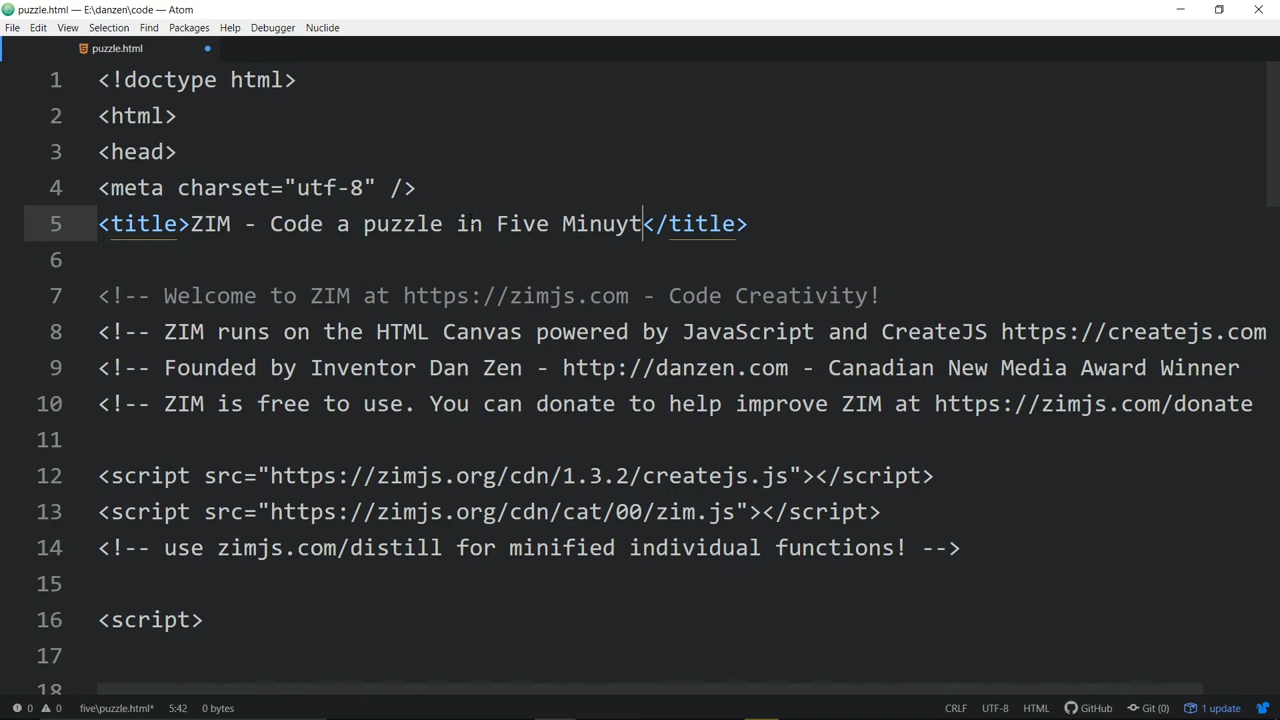 puzzle.html — E:\danzen\code — Atom
File Edit View Selection Find Packages Help Debugger Nuclide
puzzle.html
1 <!doctype html>
2 <html>
3 <head>
4 <meta charset="utf-8" />
5 <title>ZIM - Code a puzzle in Five Minuyt</title>
6
7 <!-- Welcome to ZIM at https://zimjs.com - Code Creativity!
8 <!-- ZIM runs on the HTML Canvas powered by JavaScript and CreateJS https://createjs.com
9 <!-- Founded by Inventor Dan Zen - http://danzen.com - Canadian New Media Award Winner
10 <!-- ZIM is free to use. You can donate to help improve ZIM at https://zimjs.com/donate
11
12 <script src="https://zimjs.org/cdn/1.3.2/createjs.js"></script>
13 <script src="https://zimjs.org/cdn/cat/00/zim.js"></script>
14 <!-- use zimjs.com/distill for minified individual functions! -->
15
16 <script>
17
18
0 0 five\puzzle.html* 5:42 0 bytes CRLF UTF-8 HTML GitHub Git (0) 1 update